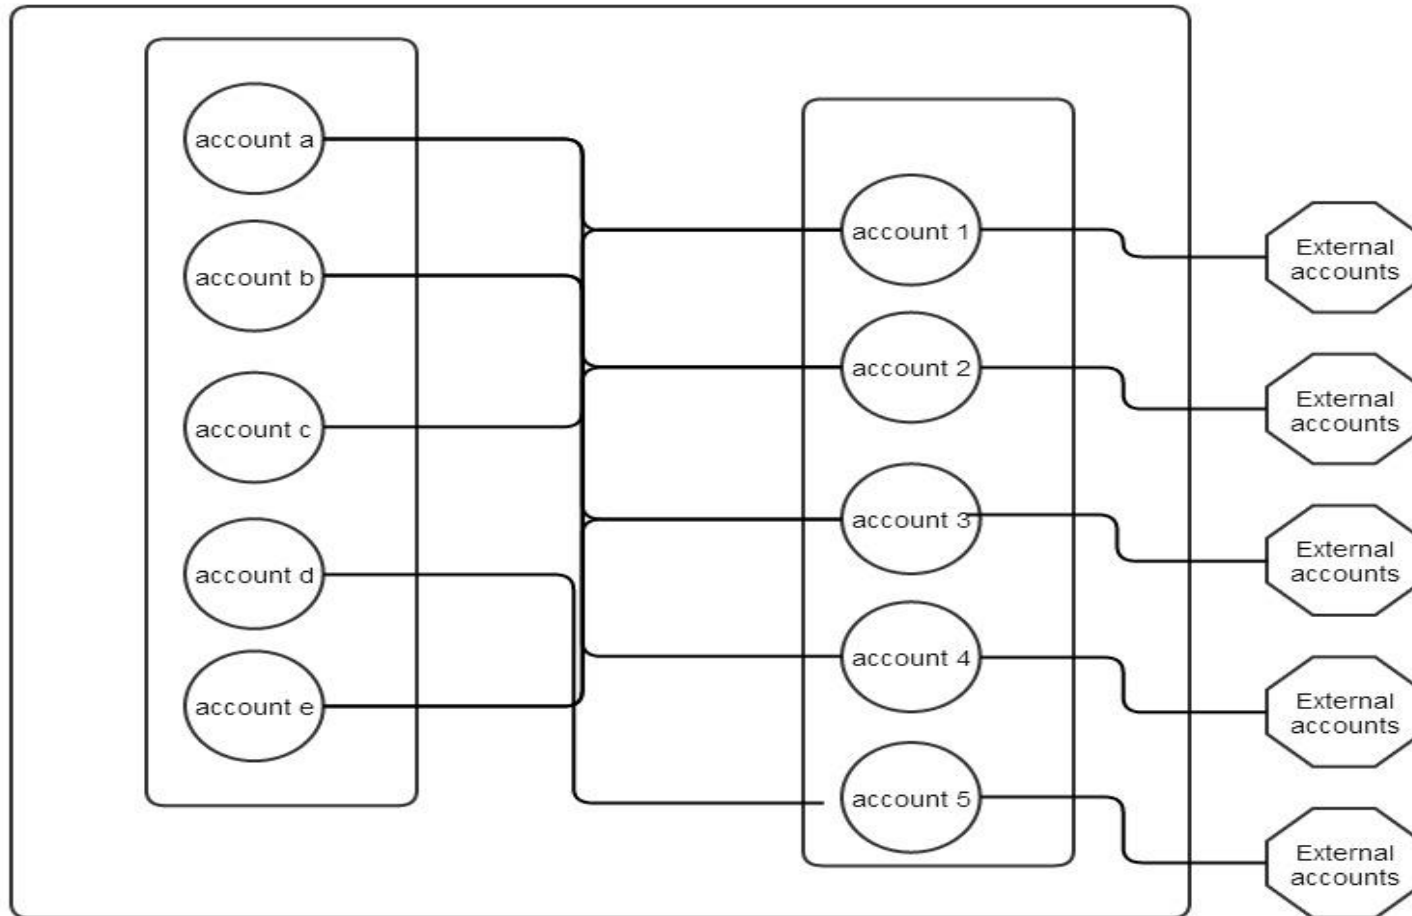 account a
account b
account c
account d
account e
account 1
account 2
account 3
account 4
account 5
External
accounts
External
accounts
External
accounts
External
accounts
External
accounts